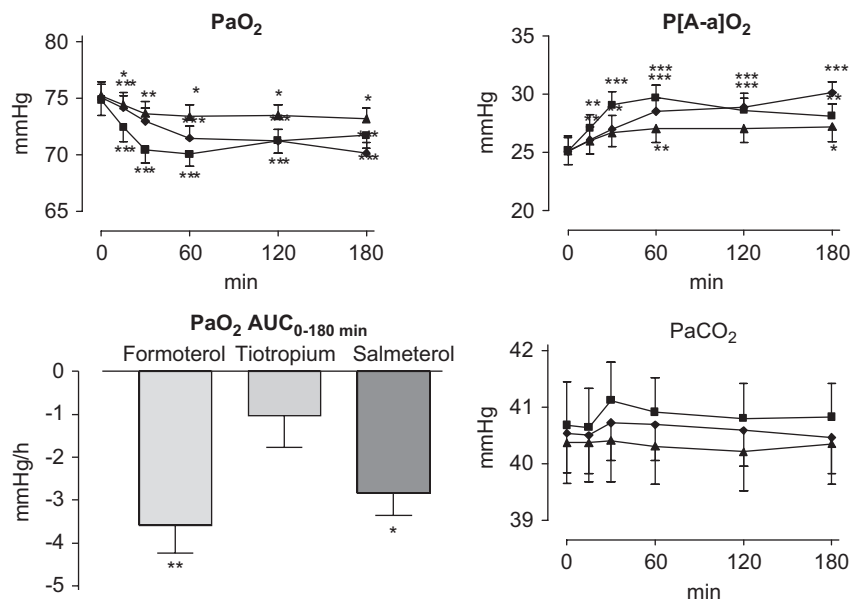 PaO2
80
75
70
65
mmHg
* *** ** * * *
*** *** ***
*** *** *** *** ***
0 60 120 180
min
P[A-a]O2
35
30
25
20
mmHg
*** *** *** ***
** *** *** **
** ** ** *
0 60 120 180
min
PaO2 AUC0-180 min
Formoterol Tiotropium Salmeterol
0
-1
-2
-3
-4
-5
mmHg/h
**
*
PaCO2
42
41
40
39
mmHg
0 60 120 180
min